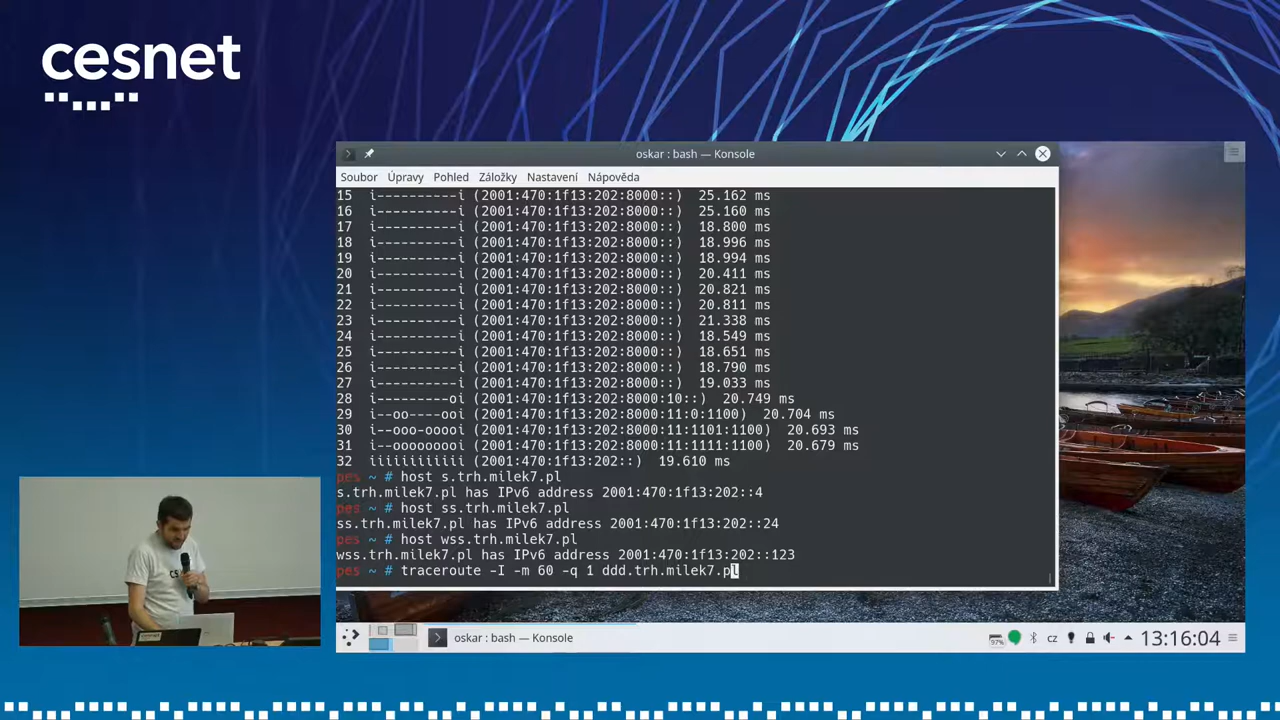 cesnet
oskar : bash — Konsole
Soubor Úpravy Pohled Záložky Nastavení Nápověda
15 i----------i (2001:470:1f13:202:8000::) 25.162 ms
16 i----------i (2001:470:1f13:202:8000::) 25.160 ms
17 i----------i (2001:470:1f13:202:8000::) 18.800 ms
18 i----------i (2001:470:1f13:202:8000::) 18.996 ms
19 i----------i (2001:470:1f13:202:8000::) 18.994 ms
20 i----------i (2001:470:1f13:202:8000::) 20.411 ms
21 i----------i (2001:470:1f13:202:8000::) 20.821 ms
22 i----------i (2001:470:1f13:202:8000::) 20.811 ms
23 i----------i (2001:470:1f13:202:8000::) 21.338 ms
24 i----------i (2001:470:1f13:202:8000::) 18.549 ms
25 i----------i (2001:470:1f13:202:8000::) 18.651 ms
26 i----------i (2001:470:1f13:202:8000::) 18.790 ms
27 i----------i (2001:470:1f13:202:8000::) 19.033 ms
28 i---------oi (2001:470:1f13:202:8000:10::) 20.749 ms
29 i--oo----ooi (2001:470:1f13:202:8000:11:0:1100) 20.704 ms
30 i--ooo-ooooi (2001:470:1f13:202:8000:11:1101:1100) 20.693 ms
31 i--ooooooooi (2001:470:1f13:202:8000:11:1111:1100) 20.679 ms
32 iiiiiiiiiiii (2001:470:1f13:202::) 19.610 ms
pes ~ # host s.trh.milek7.pl
s.trh.milek7.pl has IPv6 address 2001:470:1f13:202::4
pes ~ # host ss.trh.milek7.pl
ss.trh.milek7.pl has IPv6 address 2001:470:1f13:202::24
pes ~ # host wss.trh.milek7.pl
wss.trh.milek7.pl has IPv6 address 2001:470:1f13:202::123
pes ~ # traceroute -I -m 60 -q 1 ddd.trh.milek7.pl
oskar : bash — Konsole
97%
cz
13:16:04